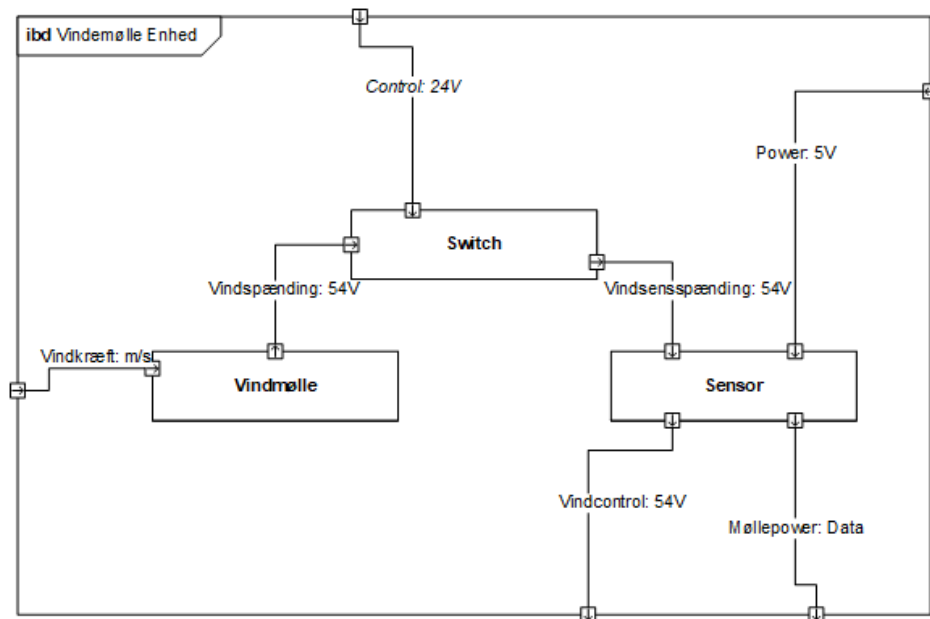 ibd Vindemølle Enhed
Control: 24V
Power: 5V
Switch
Vindspænding: 54V
Vindsensspænding: 54V
Vindkræft: m/s
Vindmølle
Sensor
Vindcontrol: 54V
Møllepower: Data